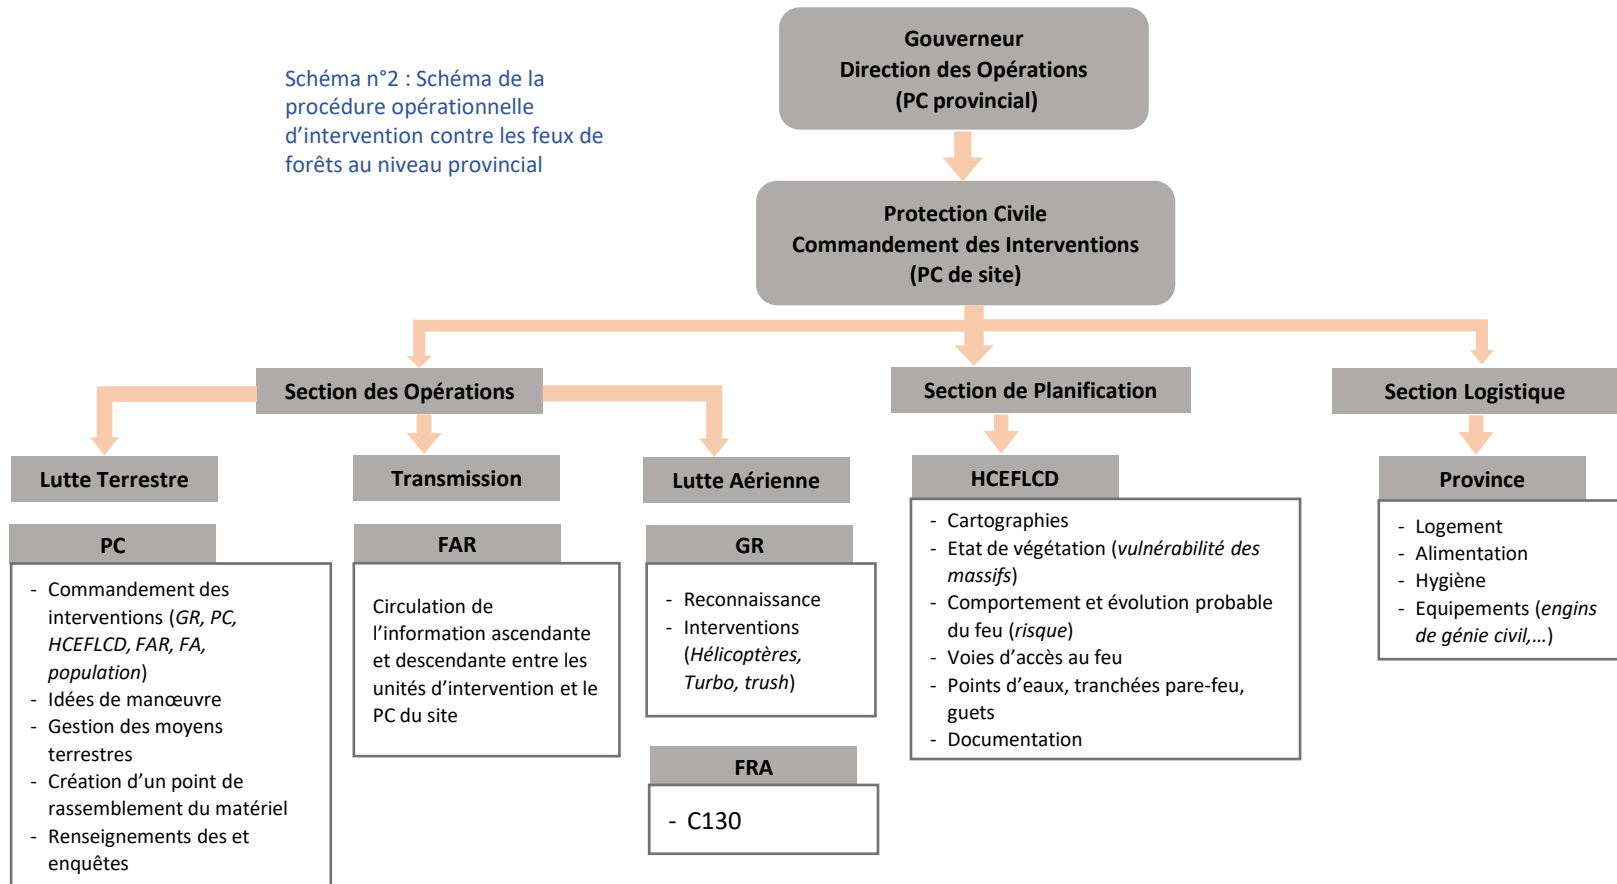 Gouverneur
Direction des Opérations
(PC provincial)
Schéma n°2 : Schéma de la
procédure opérationnelle
d’intervention contre les feux de
forêts au niveau provincial
Protection Civile
Commandement des Interventions
(PC de site)
Section des Opérations
Section de Planification
Section Logistique
Lutte Terrestre
Transmission
Lutte Aérienne
HCEFLCD
Province
PC
- Commandement des
interventions (GR, PC,
HCEFLCD, FAR, FA,
population)
- Idées de manœuvre
- Gestion des moyens
terrestres
- Création d’un point de
rassemblement du matériel
- Renseignements des et
enquêtes
FAR
Circulation de
l’information ascendante
et descendante entre les
unités d’intervention et le
PC du site
GR
- Reconnaissance
- Interventions
(Hélicoptères,
Turbo, trush)
FRA
- C130
- Cartographies
- Etat de végétation (vulnérabilité des
massifs)
- Comportement et évolution probable
du feu (risque)
- Voies d’accès au feu
- Points d’eaux, tranchées pare-feu,
guets
- Documentation
- Logement
- Alimentation
- Hygiène
- Equipements (engins
de génie civil,…)